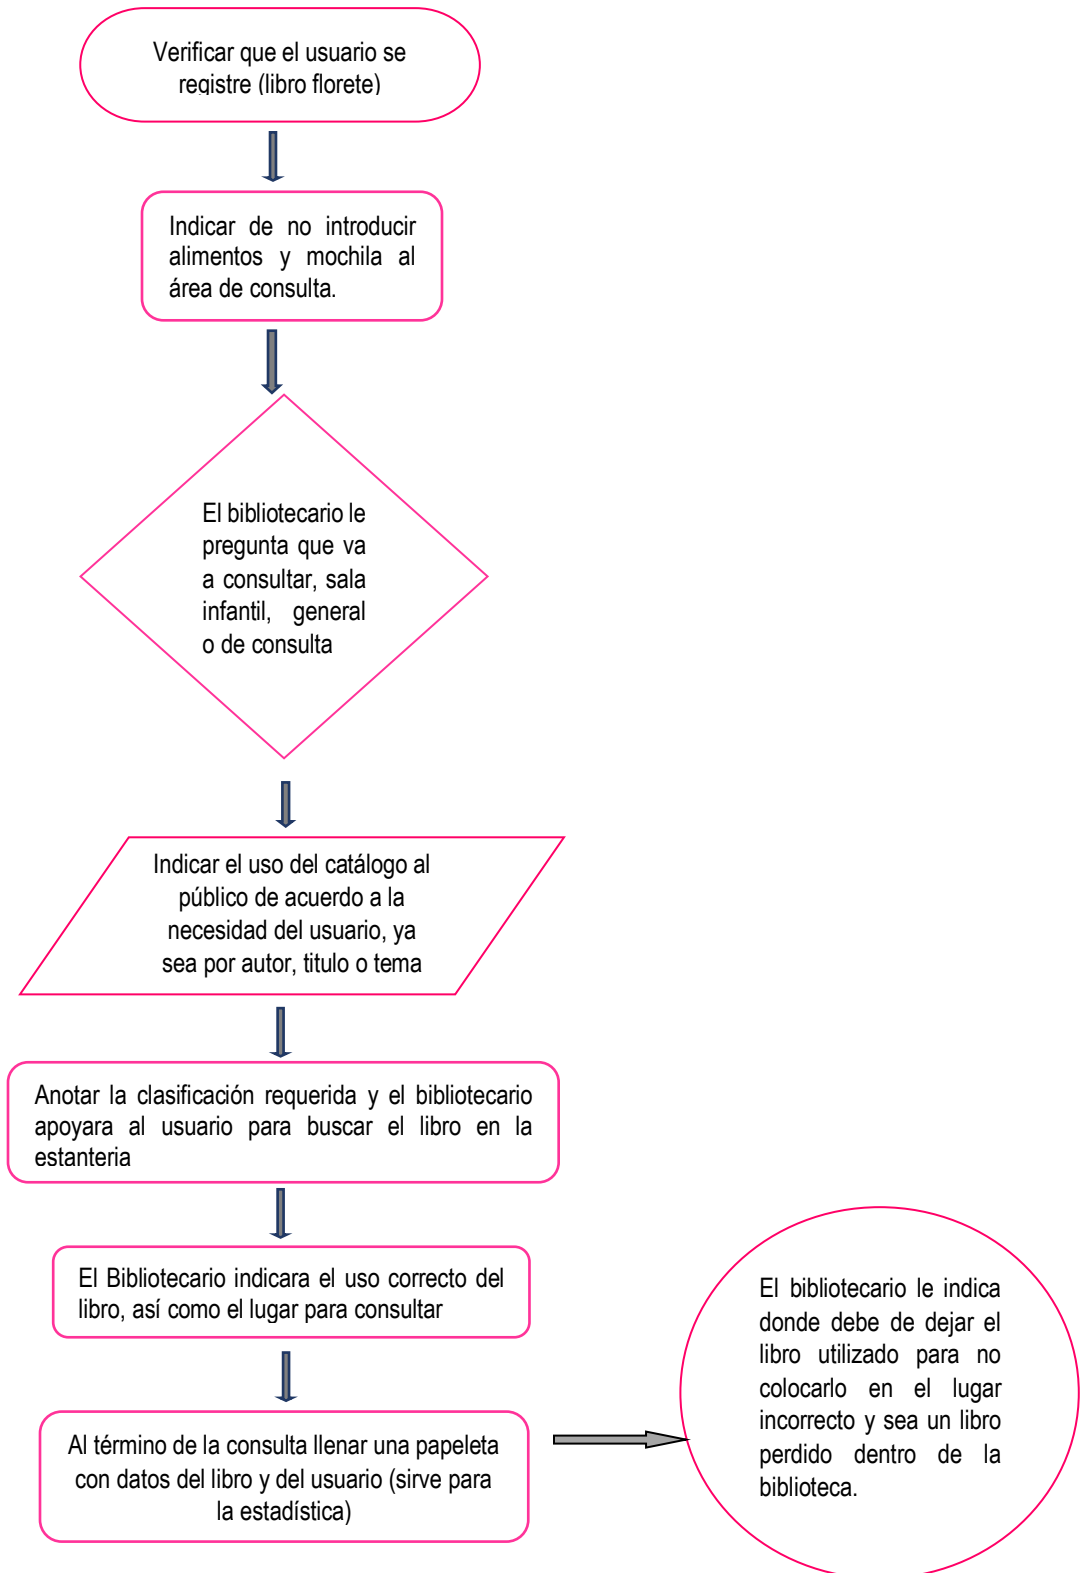 Verificar que el usuario se
registre (libro florete)
Indicar de no introducir
alimentos y mochila al
área de consulta.
El bibliotecario le
pregunta que va
a consultar, sala
infantil, general
o de consulta
Indicar el uso del catálogo al
público de acuerdo a la
necesidad del usuario, ya
sea por autor, titulo o tema
Anotar la clasificación requerida y el bibliotecario
apoyara al usuario para buscar el libro en la
estanteria
El Bibliotecario indicara el uso correcto del
libro, así como el lugar para consultar
Al término de la consulta llenar una papeleta
con datos del libro y del usuario (sirve para
la estadística)
El bibliotecario le indica
donde debe de dejar el
libro utilizado para no
colocarlo en el lugar
incorrecto y sea un libro
perdido dentro de la
biblioteca.